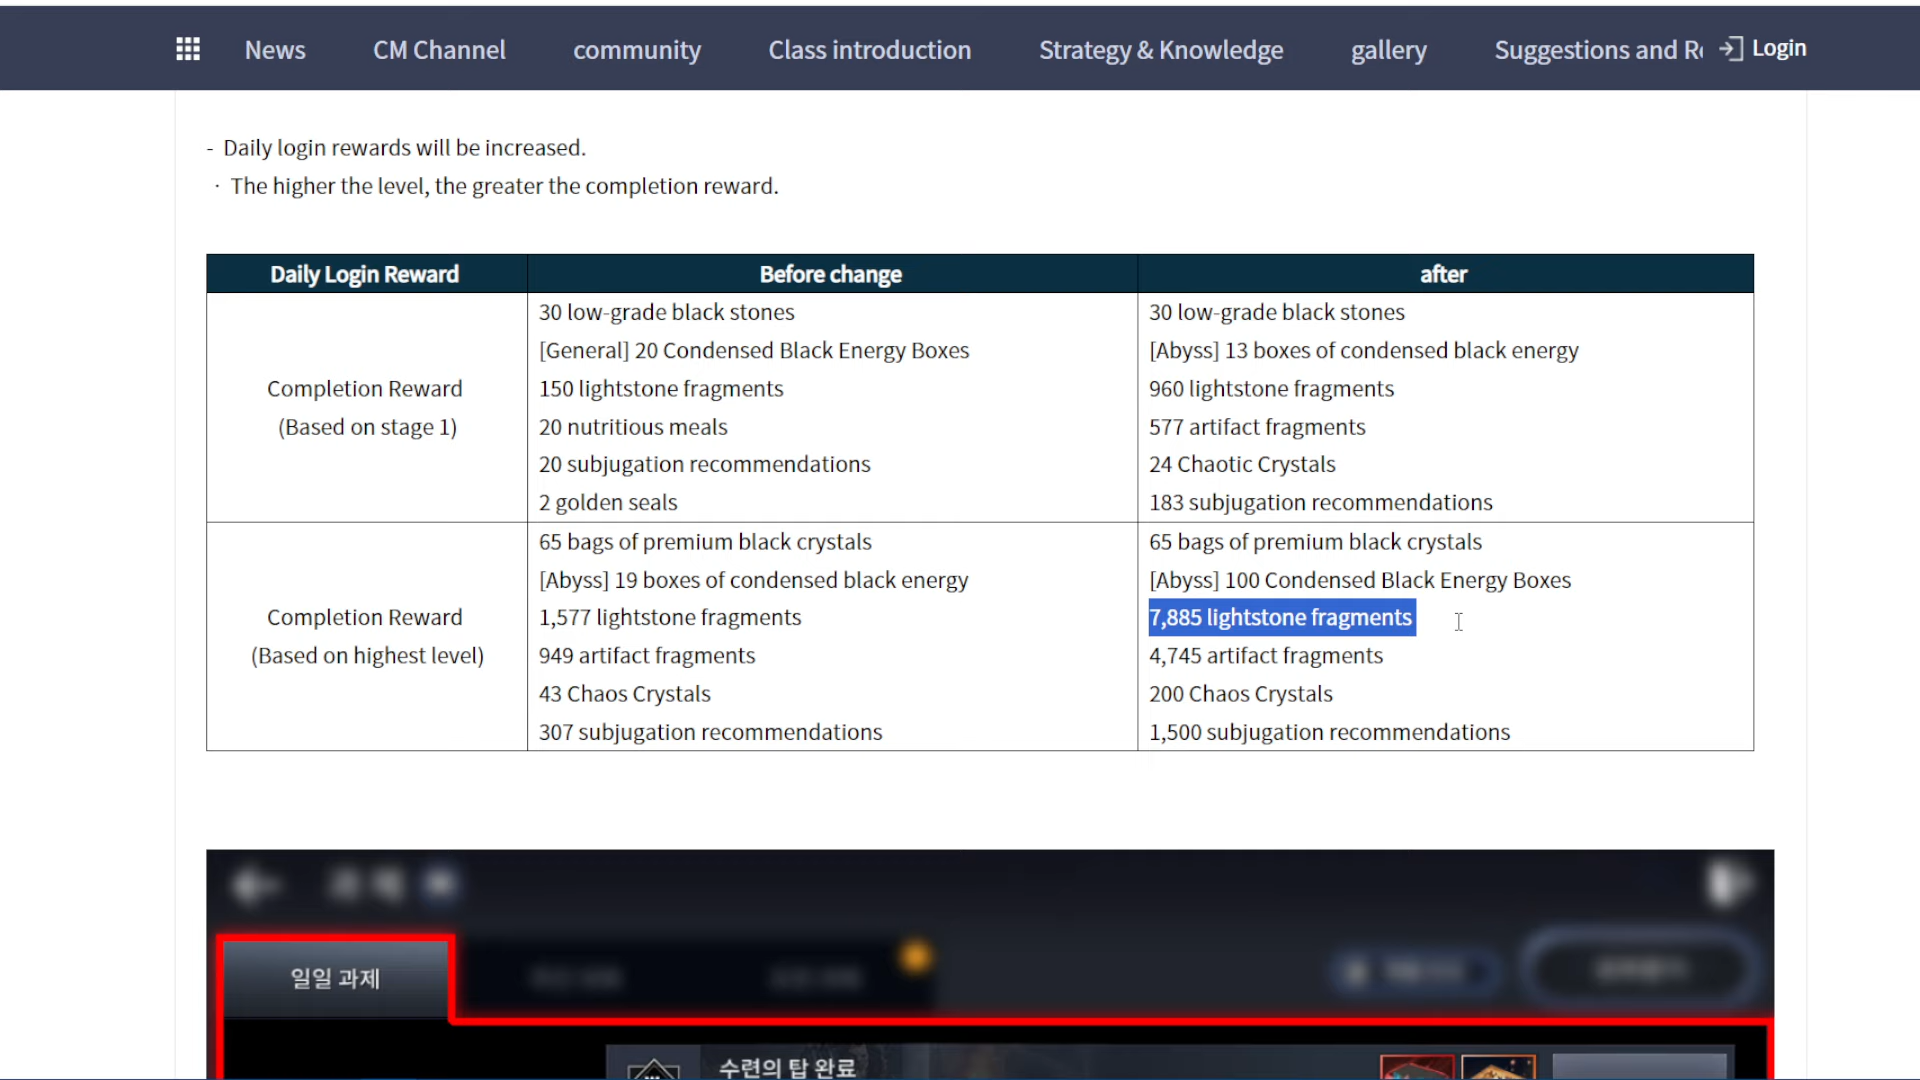 News CM Channel community Class introduction Strategy & Knowledge gallery Suggestions and Re Login
- Daily login rewards will be increased.
· The higher the level, the greater the completion reward.
Daily Login Reward Before change after
Completion Reward
(Based on stage 1)
30 low-grade black stones
[General] 20 Condensed Black Energy Boxes
150 lightstone fragments
20 nutritious meals
20 subjugation recommendations
2 golden seals
30 low-grade black stones
[Abyss] 13 boxes of condensed black energy
960 lightstone fragments
577 artifact fragments
24 Chaotic Crystals
183 subjugation recommendations
Completion Reward
(Based on highest level)
65 bags of premium black crystals
[Abyss] 19 boxes of condensed black energy
1,577 lightstone fragments
949 artifact fragments
43 Chaos Crystals
307 subjugation recommendations
65 bags of premium black crystals
[Abyss] 100 Condensed Black Energy Boxes
7,885 lightstone fragments
4,745 artifact fragments
200 Chaos Crystals
1,500 subjugation recommendations
일일 과제
수련의 탑 완료